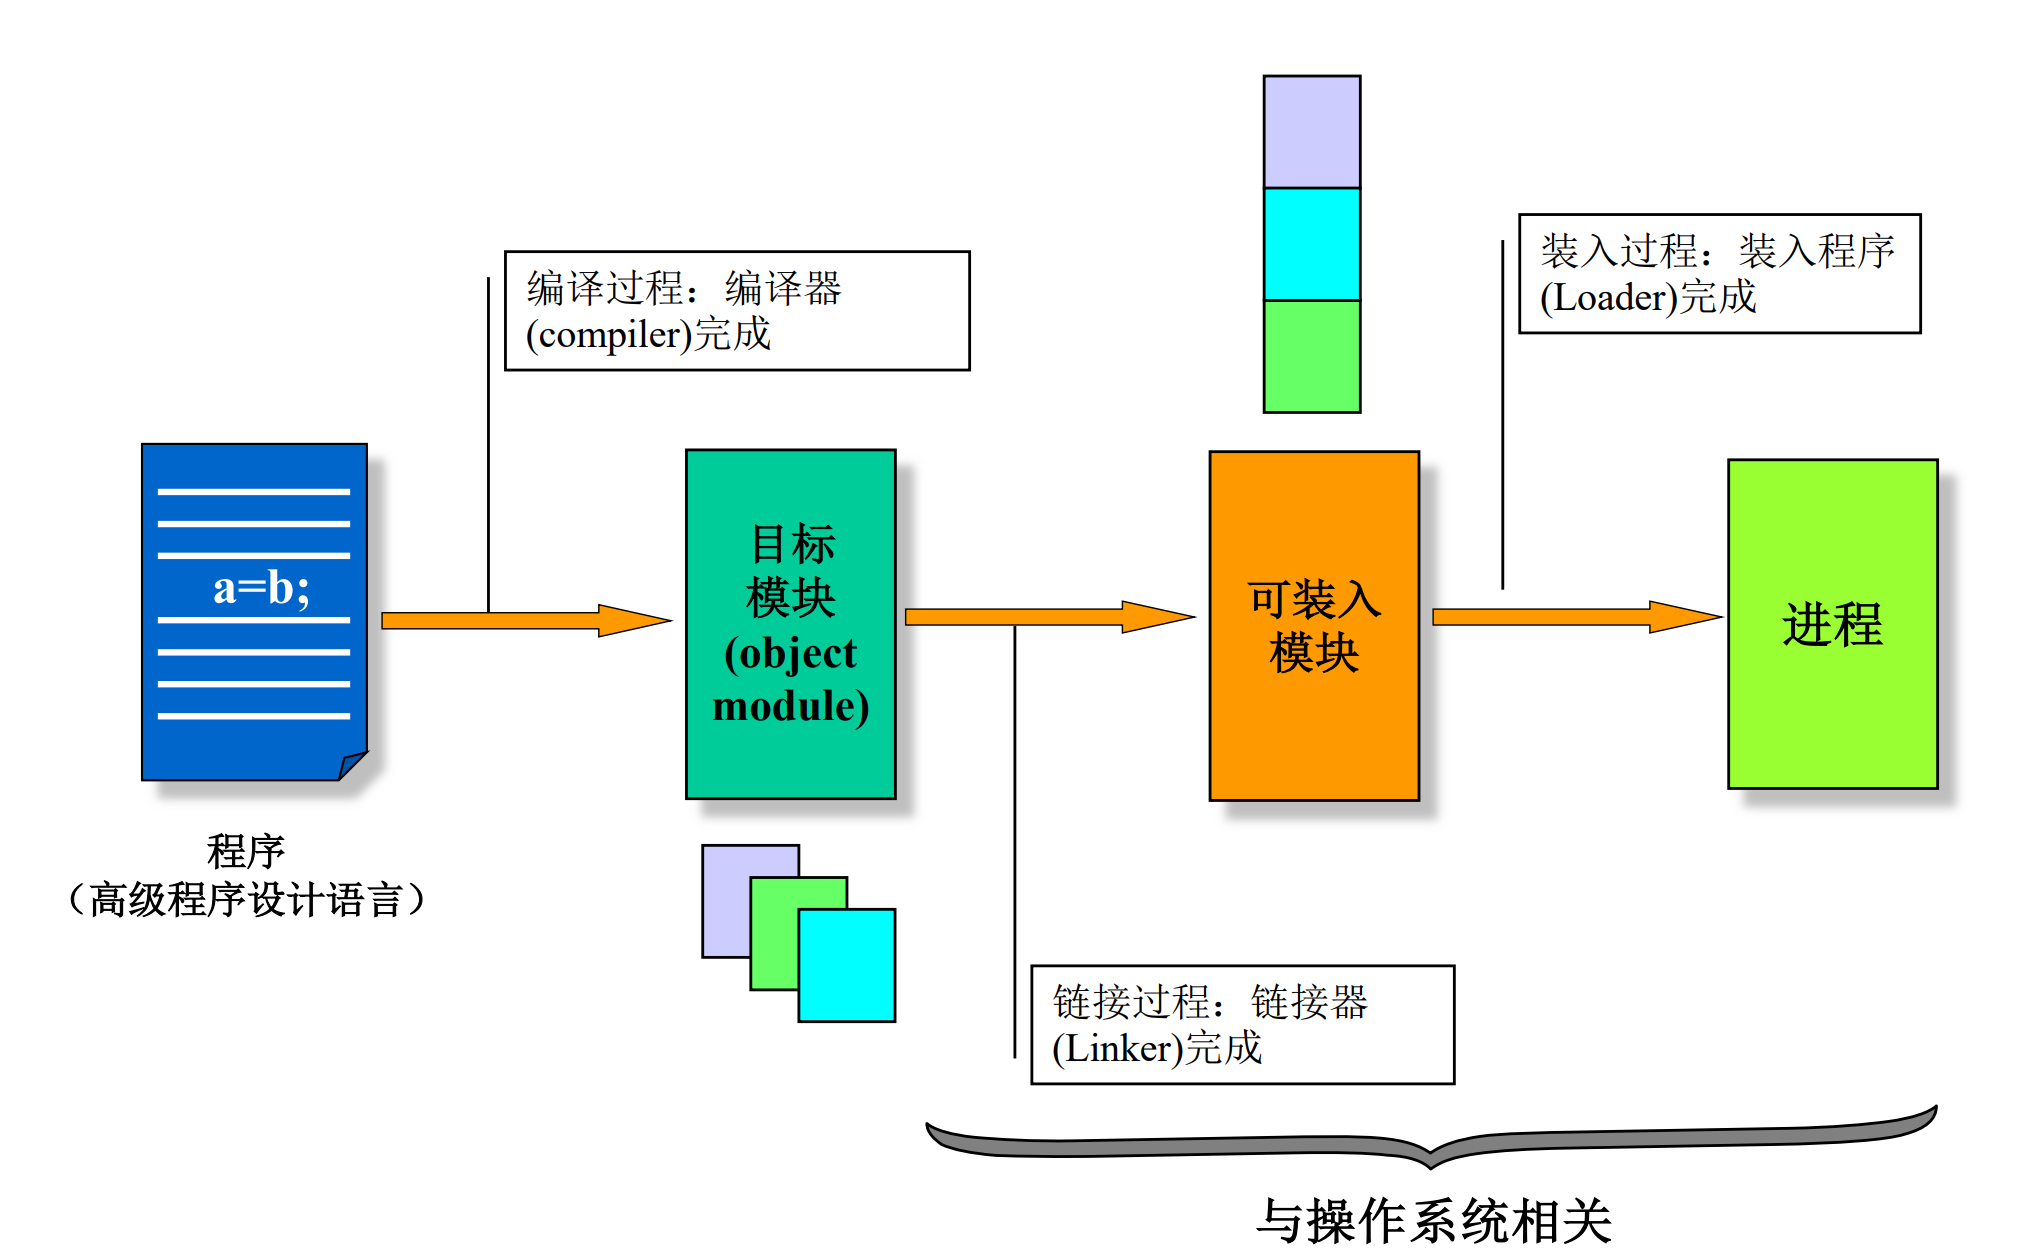 编译过程：编译器
(compiler)完成
装入过程：装入程序
(Loader)完成
a=b;
目标
模块
(object
module)
可装入
模块
进程
程序
（高级程序设计语言）
链接过程：链接器
(Linker)完成
与操作系统相关